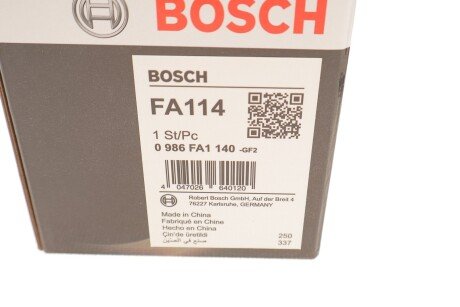 BOSCH
BOSCH
FA114
1 St/Pc
0 986 FA1 140 -GF2
4 047026 640120
Robert Bosch GmbH, Auf der Breit 4
76227 Karlsruhe, GERMANY
BOSCH
Made in China
Fabriqué en Chine
Hecho en China
Çin'de üretildi
صنع في الصين
250
337